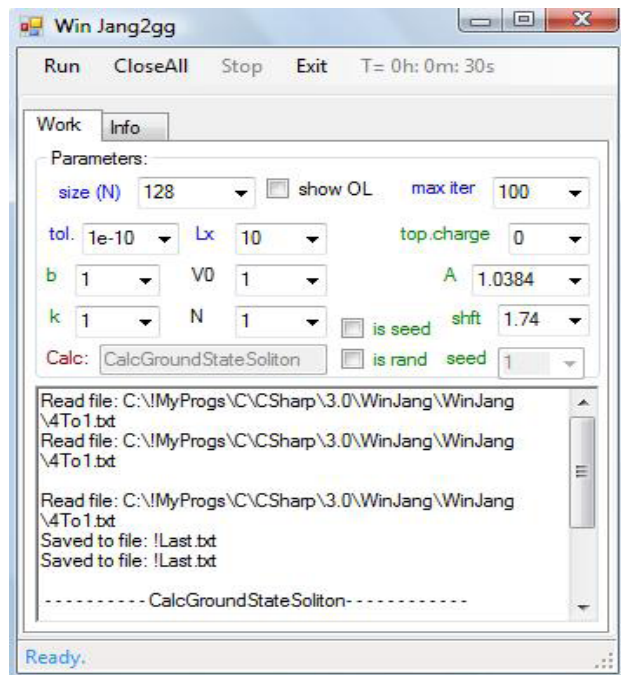 Win Jang2gg
Run CloseAll Stop Exit T= 0h: 0m: 30s
Work Info
Parameters:
size (N) 128 show OL max iter 100
tol. 1e-10 Lx 10 top.charge 0
b 1 V0 1 A 1.0384
k 1 N 1 is seed shft 1.74
Calc: CalcGroundStateSoliton is rand seed 1
Read file: C:\!MyProgs\C\CSharp\3.0\WinJang\WinJang
\4To1.txt
Read file: C:\!MyProgs\C\CSharp\3.0\WinJang\WinJang
\4To1.txt
Read file: C:\!MyProgs\C\CSharp\3.0\WinJang\WinJang
\4To1.txt
Saved to file: !Last.txt
Saved to file: !Last.txt
- - - - - - - - - - CalcGroundStateSoliton- - - - - - - - - - - -
Ready.